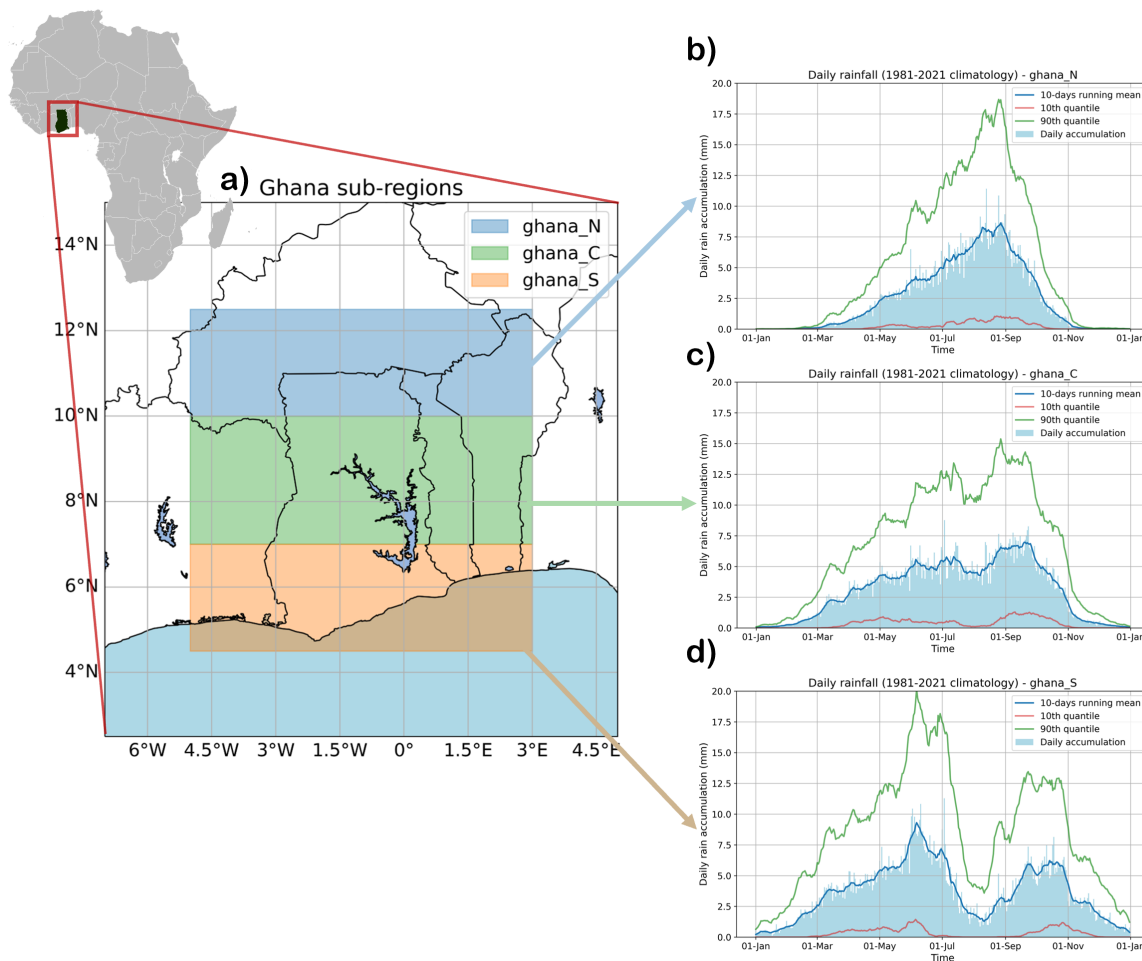 a)
Ghana sub-regions
ghana_N
ghana_C
ghana_S
14°N
12°N
10°N
8°N
6°N
4°N
6°W 4.5°W 3°W 1.5°W 0° 1.5°E 3°E 4.5°E
b)
Daily rainfall (1981-2021 climatology) - ghana_N
10-days running mean
10th quantile
90th quantile
Daily accumulation
Daily rain accumulation (mm)
20.0
17.5
15.0
12.5
10.0
7.5
5.0
2.5
0.0
01-Jan 01-Mar 01-May 01-Jul 01-Sep 01-Nov 01-Jan
Time
c)
Daily rainfall (1981-2021 climatology) - ghana_C
10-days running mean
10th quantile
90th quantile
Daily accumulation
Daily rain accumulation (mm)
20.0
17.5
15.0
12.5
10.0
7.5
5.0
2.5
0.0
01-Jan 01-Mar 01-May 01-Jul 01-Sep 01-Nov 01-Jan
Time
d)
Daily rainfall (1981-2021 climatology) - ghana_S
10-days running mean
10th quantile
90th quantile
Daily accumulation
Daily rain accumulation (mm)
20.0
17.5
15.0
12.5
10.0
7.5
5.0
2.5
0.0
01-Jan 01-Mar 01-May 01-Jul 01-Sep 01-Nov 01-Jan
Time